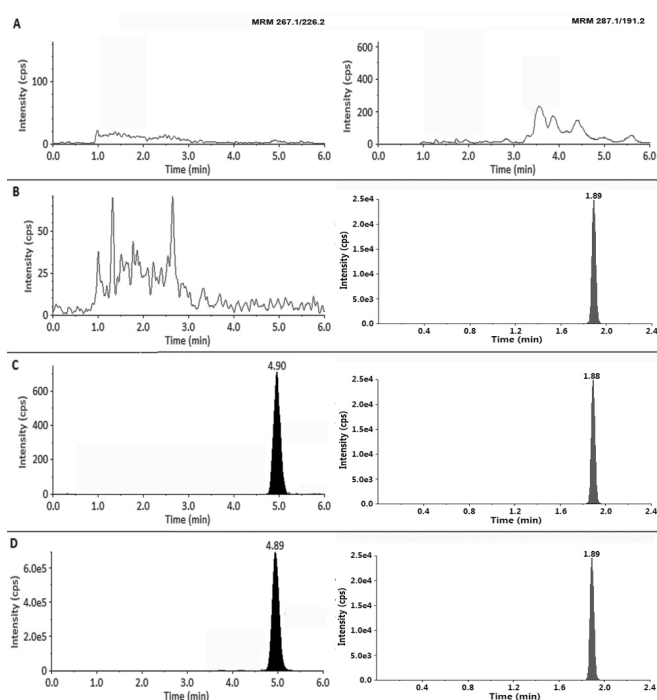 A
MRM 267.1/226.2
MRM 287.1/191.2
Intensity (cps)
100
0
0.0 1.0 2.0 3.0 4.0 5.0 6.0
Time (min)
Intensity (cps)
600
400
200
0
0.0 1.0 2.0 3.0 4.0 5.0 6.0
Time (min)
B
Intensity (cps)
50
25
0
0.0 1.0 2.0 3.0 4.0 5.0 6.0
Time (min)
1.89
Intensity (cps)
2.5e4
2.0e4
1.5e4
1.0e4
5.0e3
0.0
0.4 0.8 1.2 1.6 2.0 2.4
Time (min)
C
4.90
Intensity (cps)
600
400
200
0
0.0 1.0 2.0 3.0 4.0 5.0 6.0
Time (min)
1.88
Intensity (cps)
2.5e4
2.0e4
1.5e4
1.0e4
5.0e3
0.0
0.4 0.8 1.2 1.6 2.0 2.4
Time (min)
D
4.89
Intensity (cps)
6.0e5
4.0e5
2.0e5
0
0.0 1.0 2.0 3.0 4.0 5.0 6.0
Time (min)
1.89
Intensity (cps)
2.5e4
2.0e4
1.5e4
1.0e4
5.0e3
0.0
0.4 0.8 1.2 1.6 2.0 2.4
Time (min)